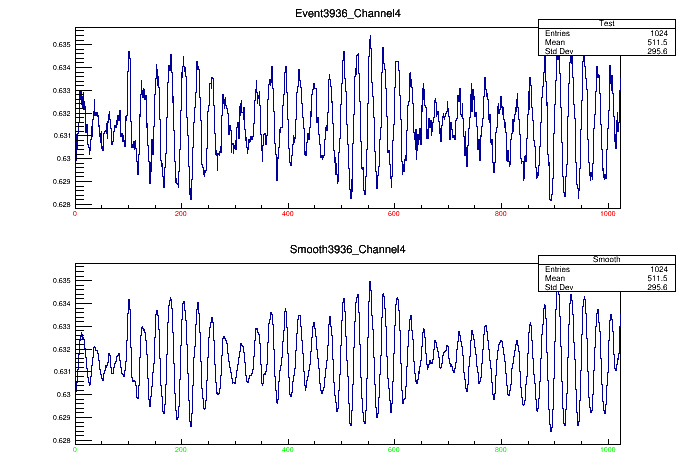 Event3936_Channel4
Test
Entries 1024
Mean 511.5
Std Dev 295.6
0.635
0.634
0.633
0.632
0.631
0.63
0.629
0.628
0 200 400 600 800 1000
Smooth3936_Channel4
Smooth
Entries 1024
Mean 511.5
Std Dev 295.6
0.635
0.634
0.633
0.632
0.631
0.63
0.629
0.628
0 200 400 600 800 1000